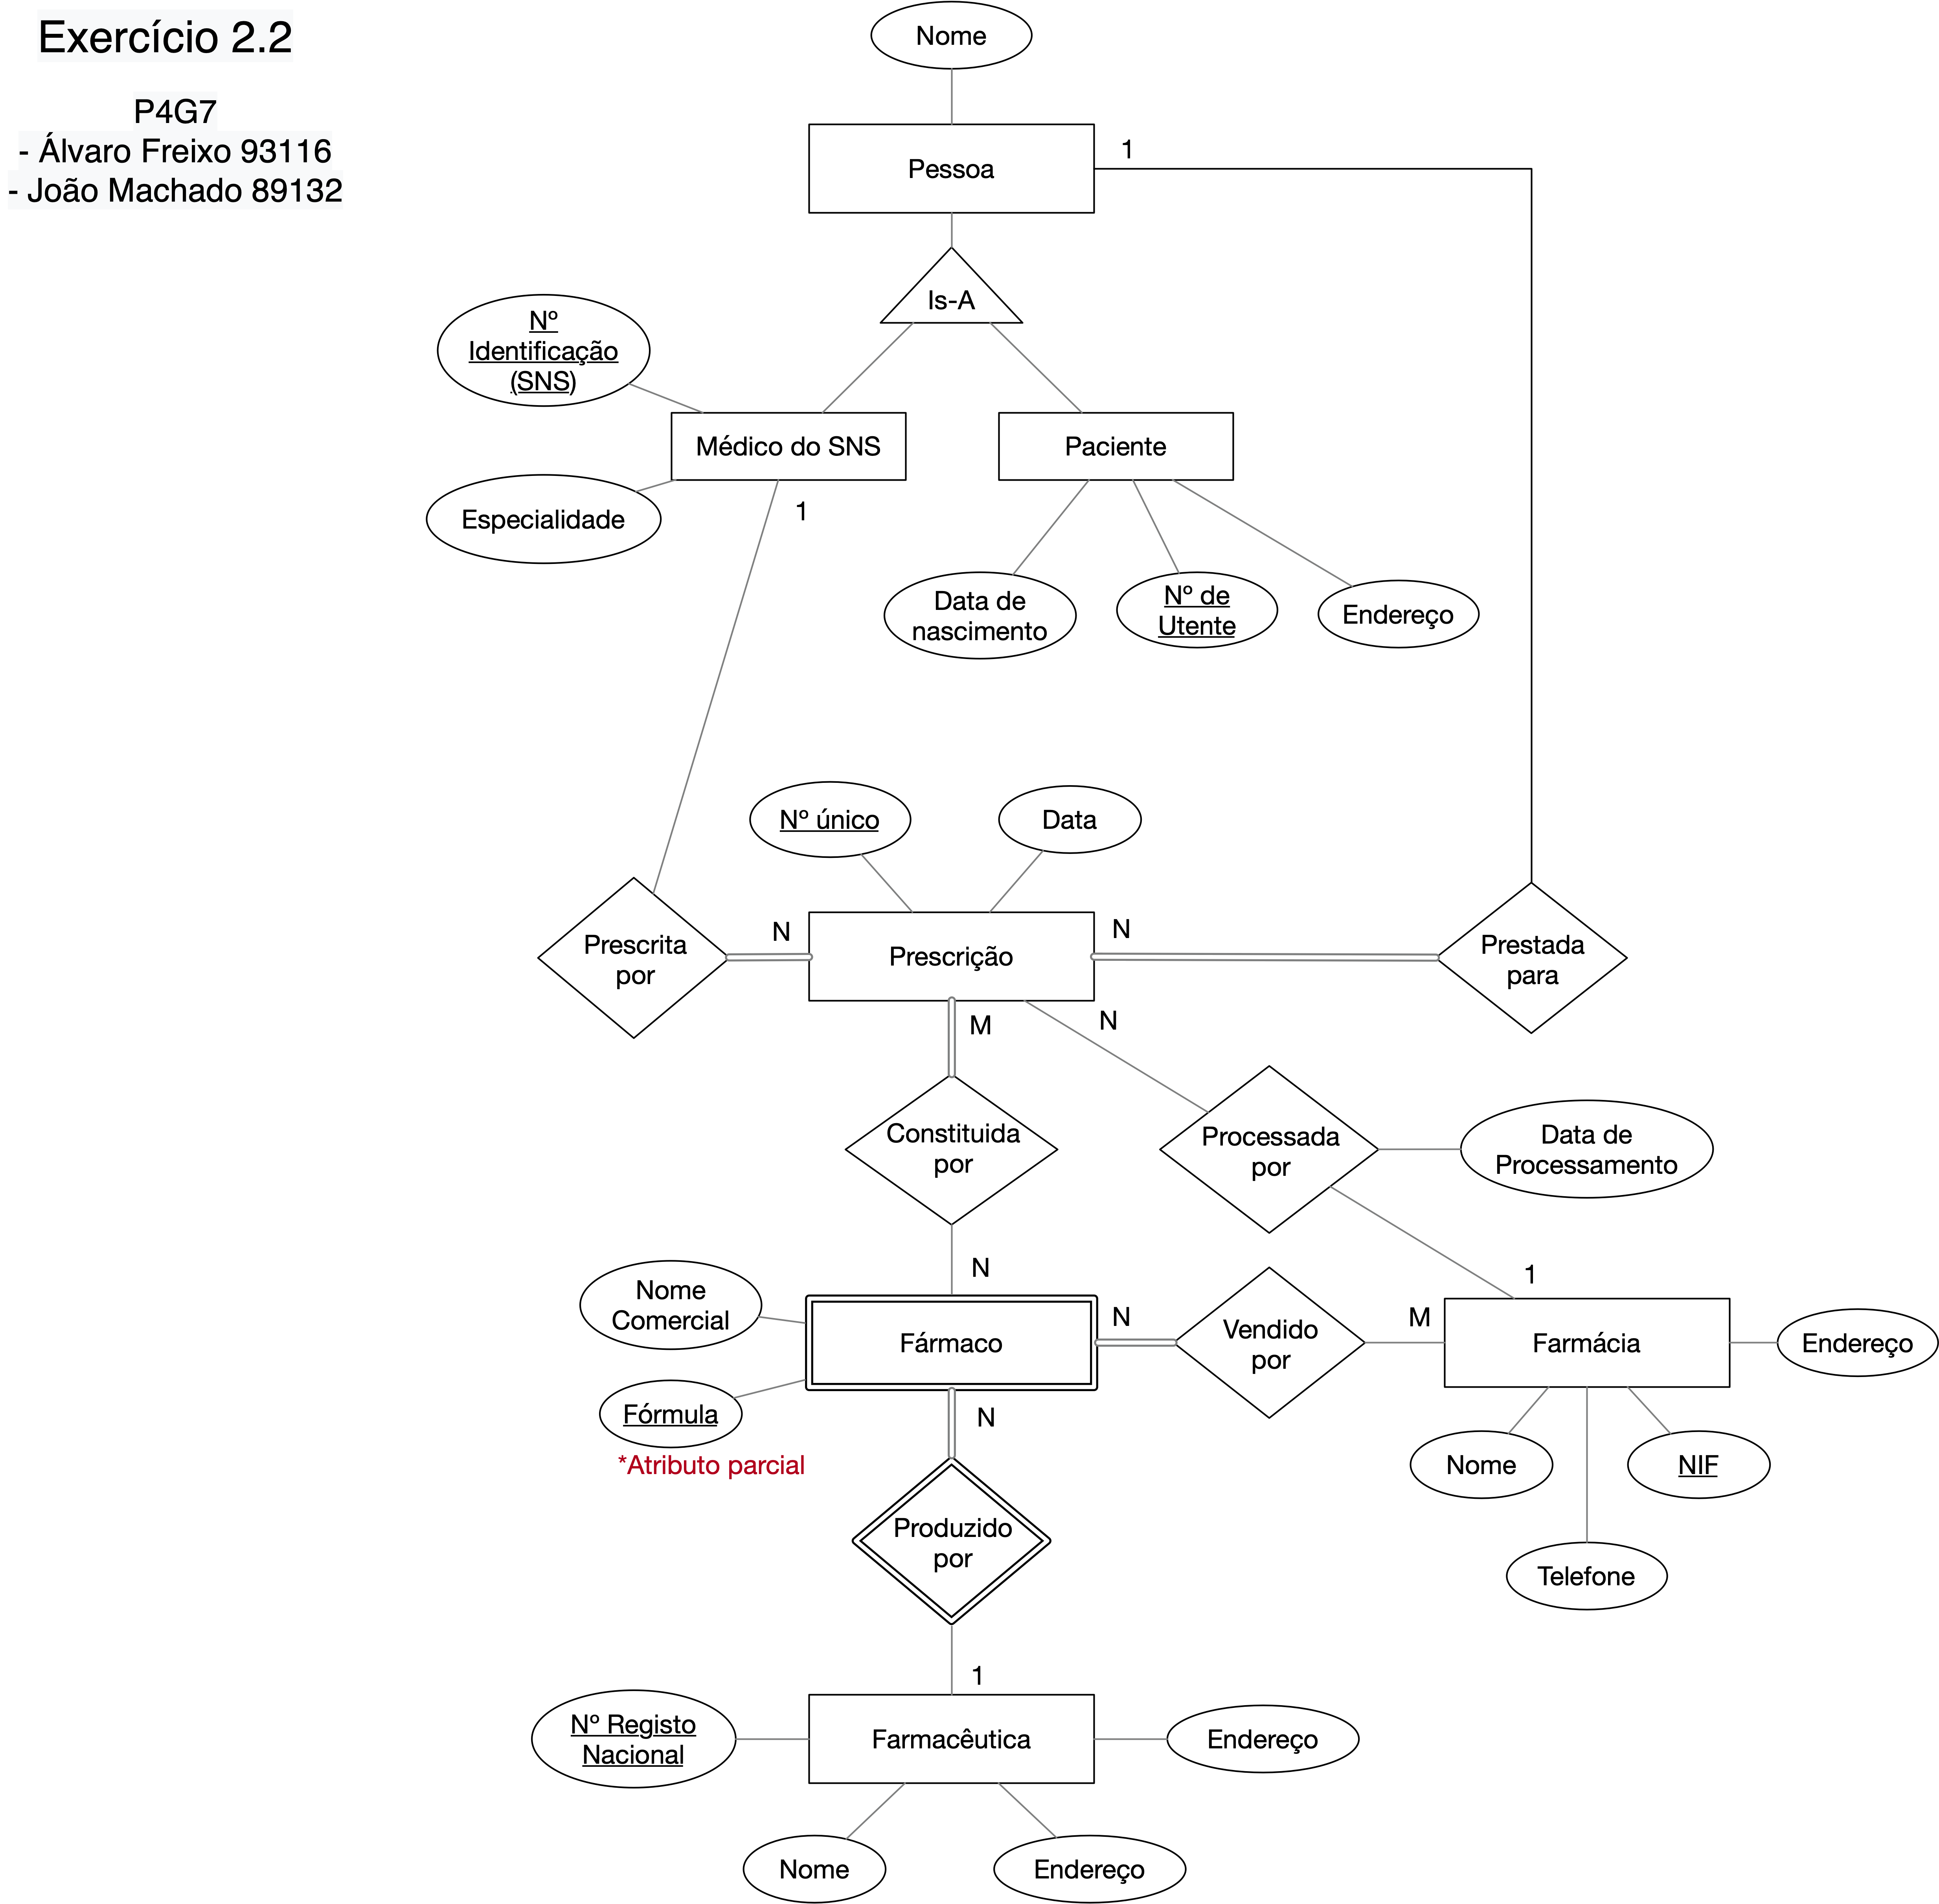 Exercício 2.2
P4G7
- Álvaro Freixo 93116
- João Machado 89132
Nome
Pessoa
1
Is-A
Nº
Identificação
(SNS)
Médico do SNS
Paciente
Especialidade
1
Data de
nascimento
Nº de
Utente
Endereço
Nº único
Data
Prescrita
por
N
Prescrição
N
Prestada
para
M
N
Constituida
por
Processada
por
Data de
Processamento
N
1
Nome
Comercial
Fármaco
N
Vendido
por
M
Farmácia
Endereço
Fórmula
*Atributo parcial
N
Nome
NIF
Telefone
Produzido
por
1
Nº Registo
Nacional
Farmacêutica
Endereço
Nome
Endereço